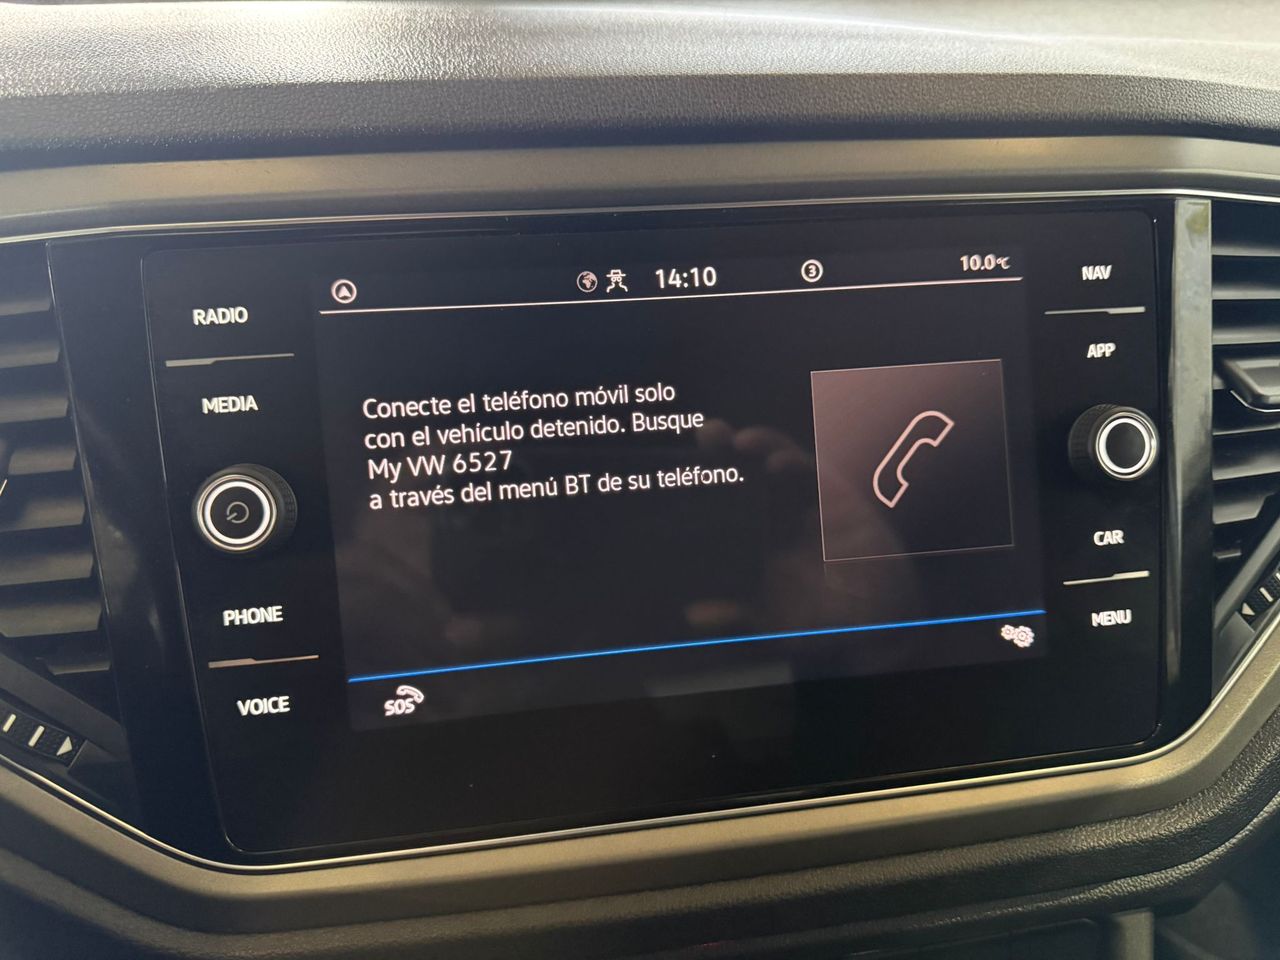 14:10
3
10.0°C
RADIO
MEDIA
PHONE
VOICE
Conecte el teléfono móvil solo
con el vehículo detenido. Busque
My VW 6527
a través del menú BT de su teléfono.
SOS
NAV
APP
CAR
MENU